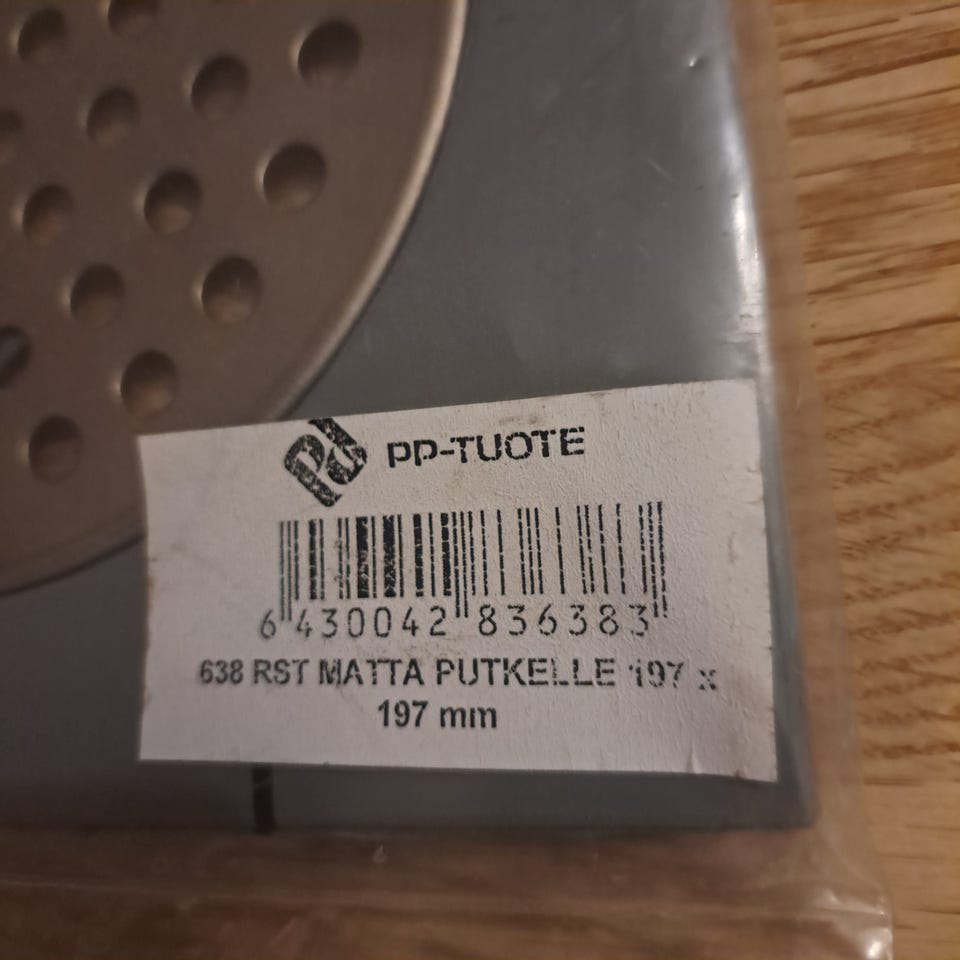 PP-TUOTE
6 430042 836383
638 RST MATTA PUTKELLE 197 x
197 mm